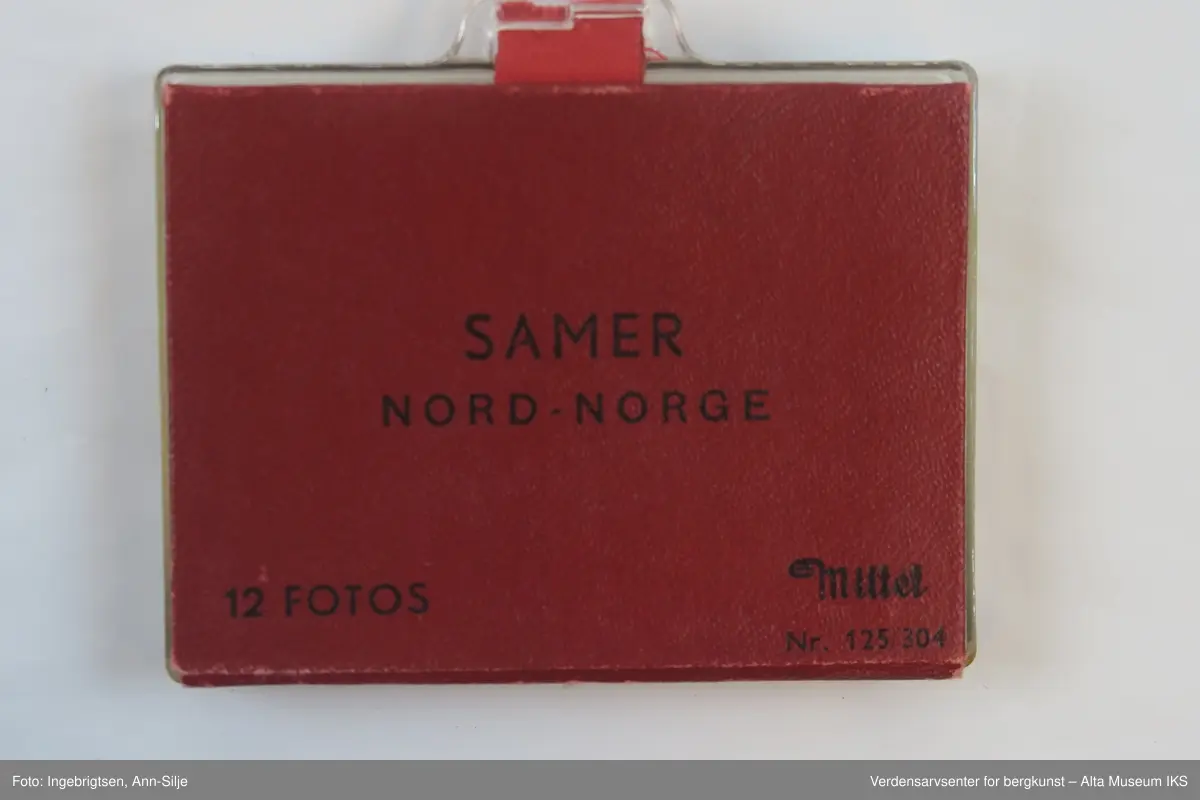 SAMER
NORD-NORGE
12 FOTOS
Mittet
Nr. 125/304
Foto: Ingebrigtsen, Ann-Silje
Verdensarvsenter for bergkunst – Alta Museum IKS